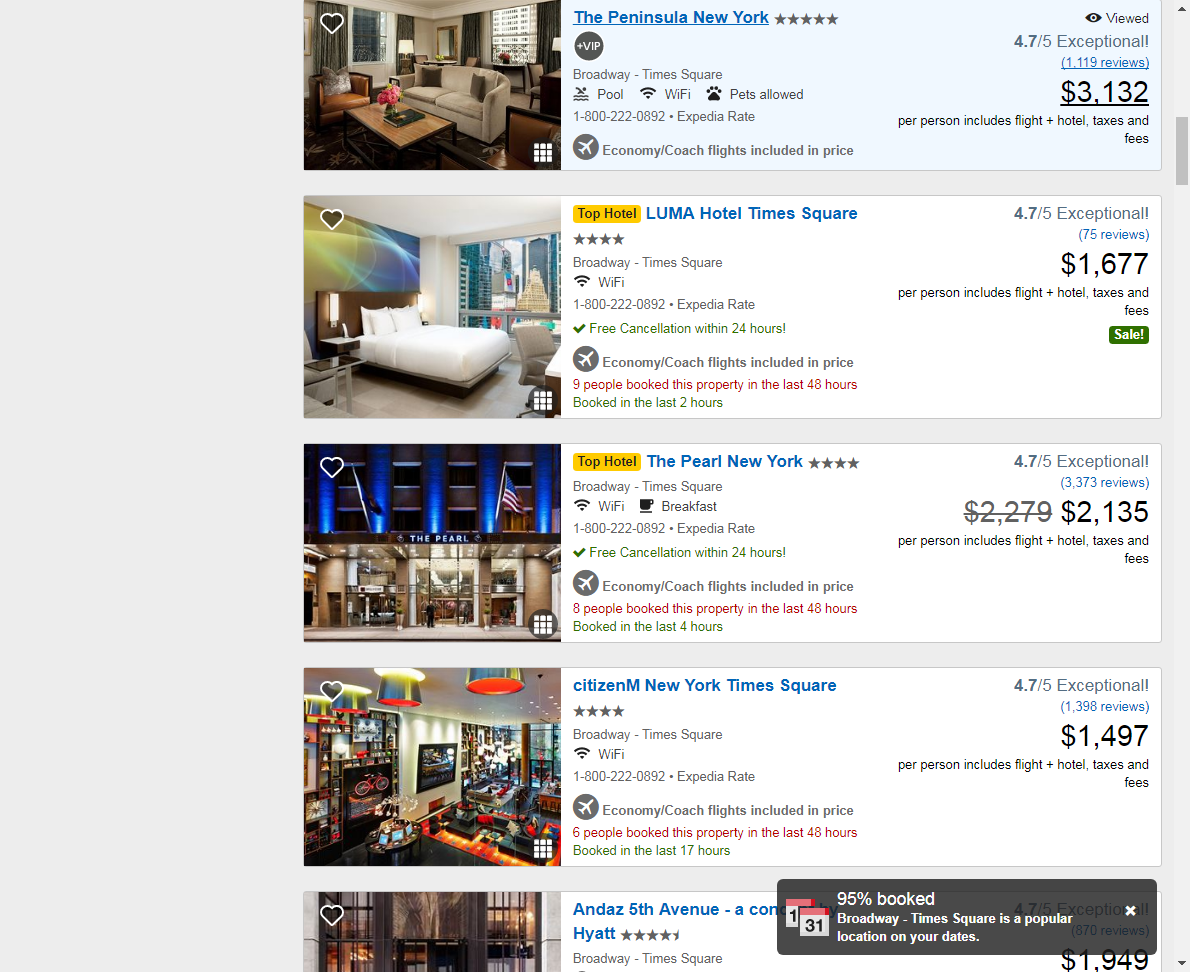 The Peninsula New York
Viewed
+VIP
4.7/5 Exceptional!
(1,119 reviews)
Broadway - Times Square
Pool WiFi Pets allowed
$3,132
1-800-222-0892 • Expedia Rate
per person includes flight + hotel, taxes and
fees
Economy/Coach flights included in price
Top Hotel LUMA Hotel Times Square
4.7/5 Exceptional!
(75 reviews)
Broadway - Times Square
$1,677
WiFi
1-800-222-0892 • Expedia Rate
per person includes flight + hotel, taxes and
fees
Free Cancellation within 24 hours!
Sale!
Economy/Coach flights included in price
9 people booked this property in the last 48 hours
Booked in the last 2 hours
THE PEARL
Top Hotel The Pearl New York
4.7/5 Exceptional!
(3,373 reviews)
Broadway - Times Square
WiFi Breakfast
$2,279 $2,135
1-800-222-0892 • Expedia Rate
per person includes flight + hotel, taxes and
fees
Free Cancellation within 24 hours!
Economy/Coach flights included in price
8 people booked this property in the last 48 hours
Booked in the last 4 hours
citizenM New York Times Square
4.7/5 Exceptional!
(1,398 reviews)
Broadway - Times Square
$1,497
WiFi
1-800-222-0892 • Expedia Rate
per person includes flight + hotel, taxes and
fees
Economy/Coach flights included in price
6 people booked this property in the last 48 hours
Booked in the last 17 hours
Andaz 5th Avenue - a concept by
Hyatt
4.7/5 Exceptional!
(870 reviews)
Broadway - Times Square
$1,949
1
31
95% booked
Broadway - Times Square is a popular
location on your dates.